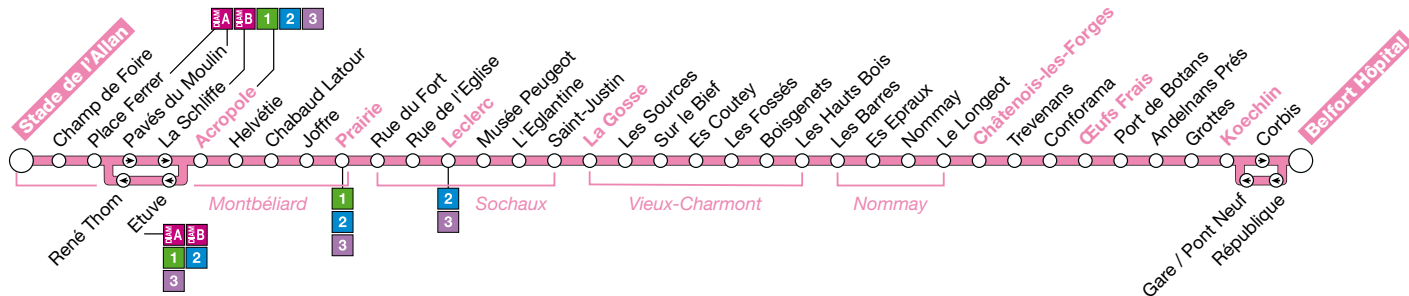 DIAM A DIAM B 1 2 3
Stade de l'Allan
Champ de Foire
Place Ferrer
Pavés du Moulin
La Schliffe
Acropole
Helvétie
Chabaud Latour
Joffre
Prairie
Rue du Fort
Rue de l'Eglise
Leclerc
Musée Peugeot
L'Eglantine
Saint-Justin
La Gosse
Les Sources
Sur le Bief
Es Coutey
Les Fossés
Boisgenets
Les Hauts Bois
Les Barres
Es Epraux
Nommay
Le Longeot
Châtenois-les-Forges
Trevenans
Conforama
Œufs Frais
Port de Botans
Andelnans Prés
Grottes
Koechlin
Corbis
Belfort Hôpital
René Thom
Etuve
Gare / Pont Neuf
République
Montbéliard
Sochaux
Vieux-Charmont
Nommay
DIAM A DIAM B
1 2
3
1
2
3
2
3